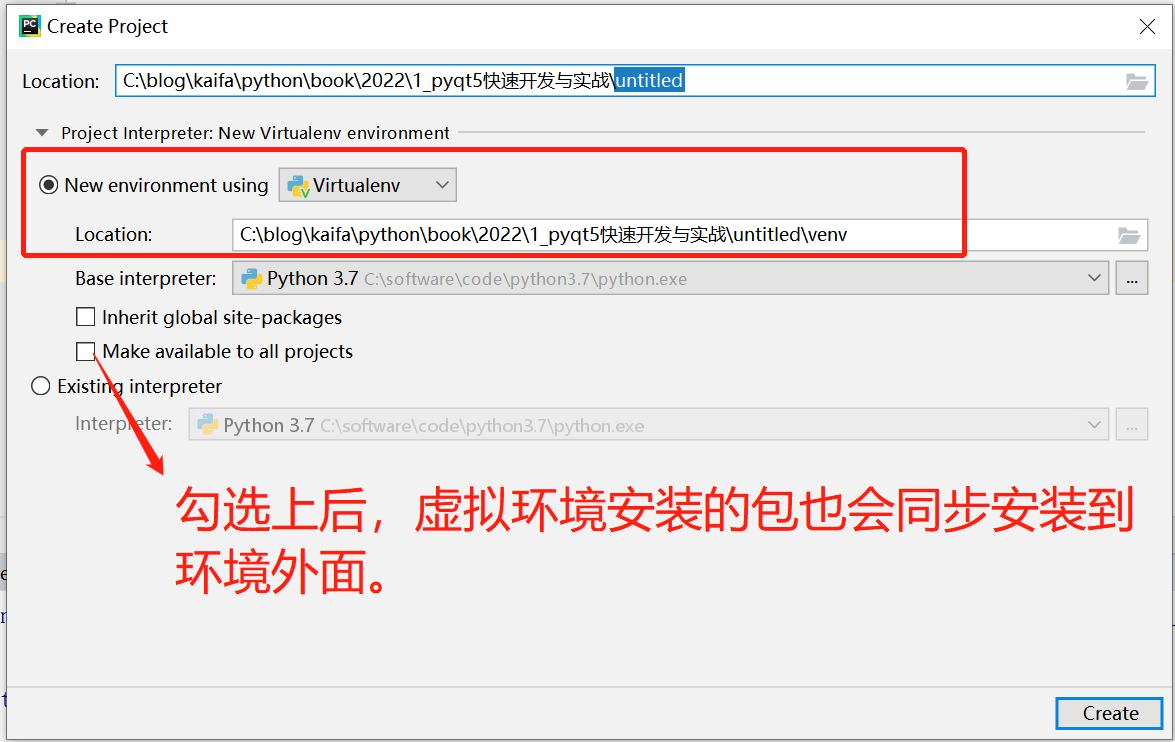 Create Project
Location: C:\blog\kaifa\python\book\2022\1_pyqt5快速开发与实战\untitled
Project Interpreter: New Virtualenv environment
New environment using Virtualenv
Location: C:\blog\kaifa\python\book\2022\1_pyqt5快速开发与实战\untitled\venv
Base interpreter: Python 3.7 C:\software\code\python3.7\python.exe ...
Inherit global site-packages
Make available to all projects
Existing interpreter
Interpreter: Python 3.7 C:\software\code\python3.7\python.exe ...
勾选上后，虚拟环境安装的包也会同步安装到
环境外面。
Create